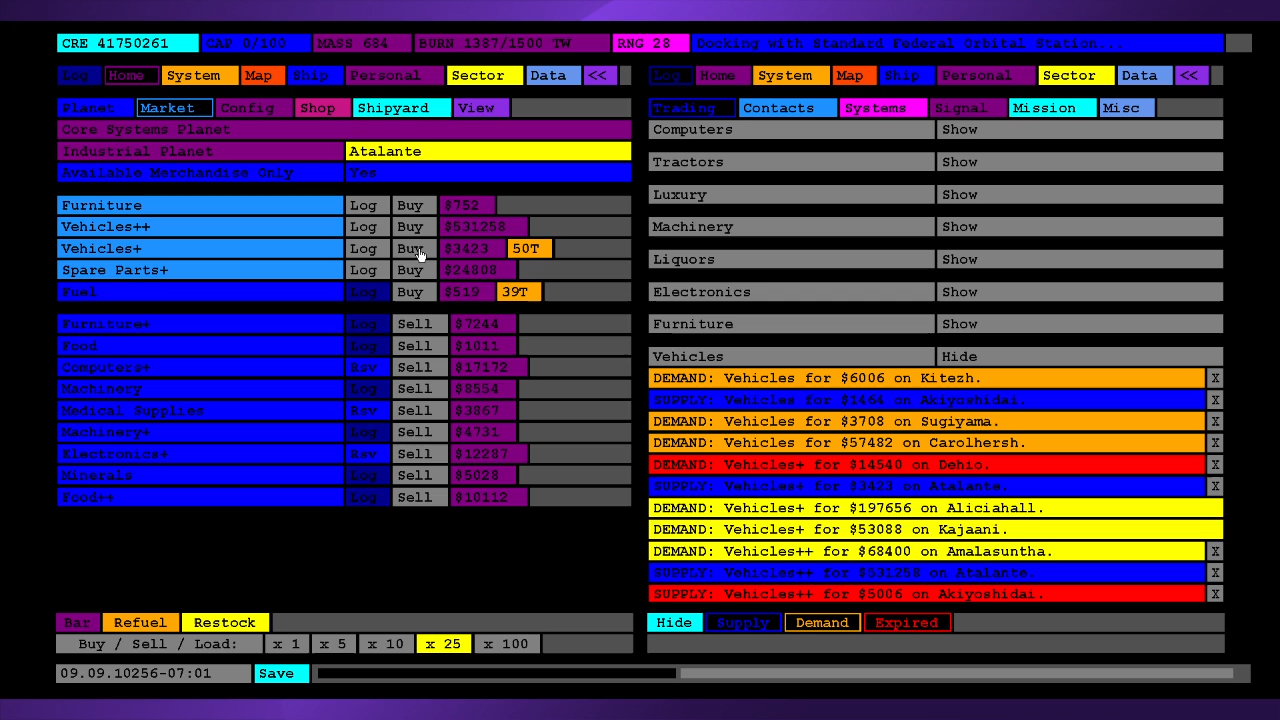 CRE 41750261 CAP 0/100 MASS 684 BURN 1387/1500 TW RNG 28 Docking with Standard Federal Orbital Station...
Log Home System Map Ship Personal Sector Data <<
Planet Market Config Shop Shipyard View
Core Systems Planet
Industrial Planet Atalante
Available Merchandise Only Yes
Furniture Log Buy $752
Vehicles++ Log Buy $531258
Vehicles+ Log Buy $3423 50T
Spare Parts+ Log Buy $24808
Fuel Log Buy $519 39T
Furniture+ Log Sell $7244
Food Log Sell $1011
Computers+ Rsv Sell $17172
Machinery Log Sell $8554
Medical Supplies Rsv Sell $3867
Machinery+ Log Sell $4731
Electronics+ Rsv Sell $12287
Minerals Log Sell $5028
Food++ Log Sell $10112
Bar Refuel Restock
Buy / Sell / Load: x 1 x 5 x 10 x 25 x 100
09.09.10256-07:01 Save
Log Home System Map Ship Personal Sector Data <<
Trading Contacts Systems Signal Mission Misc
Computers Show
Tractors Show
Luxury Show
Machinery Show
Liquors Show
Electronics Show
Furniture Show
Vehicles Hide
DEMAND: Vehicles for $6006 on Kitezh. X
SUPPLY: Vehicles for $1464 on Akiyoshidai. X
DEMAND: Vehicles for $3708 on Sugiyama. X
DEMAND: Vehicles for $57482 on Carolhersh. X
DEMAND: Vehicles+ for $14540 on Dehio. X
SUPPLY: Vehicles+ for $3423 on Atalante. X
DEMAND: Vehicles+ for $197656 on Aliciahall.
DEMAND: Vehicles+ for $53088 on Kajaani.
DEMAND: Vehicles++ for $68400 on Amalasuntha. X
SUPPLY: Vehicles++ for $531258 on Atalante. X
SUPPLY: Vehicles++ for $5006 on Akiyoshidai. X
Hide Supply Demand Expired